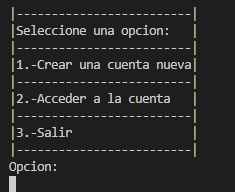 |------------------------|
|Seleccione una opcion:  |
|------------------------|
|1.-Crear una cuenta nueva|
|------------------------|
|2.-Acceder a la cuenta  |
|------------------------|
|3.-Salir                |
|------------------------|
Opcion: